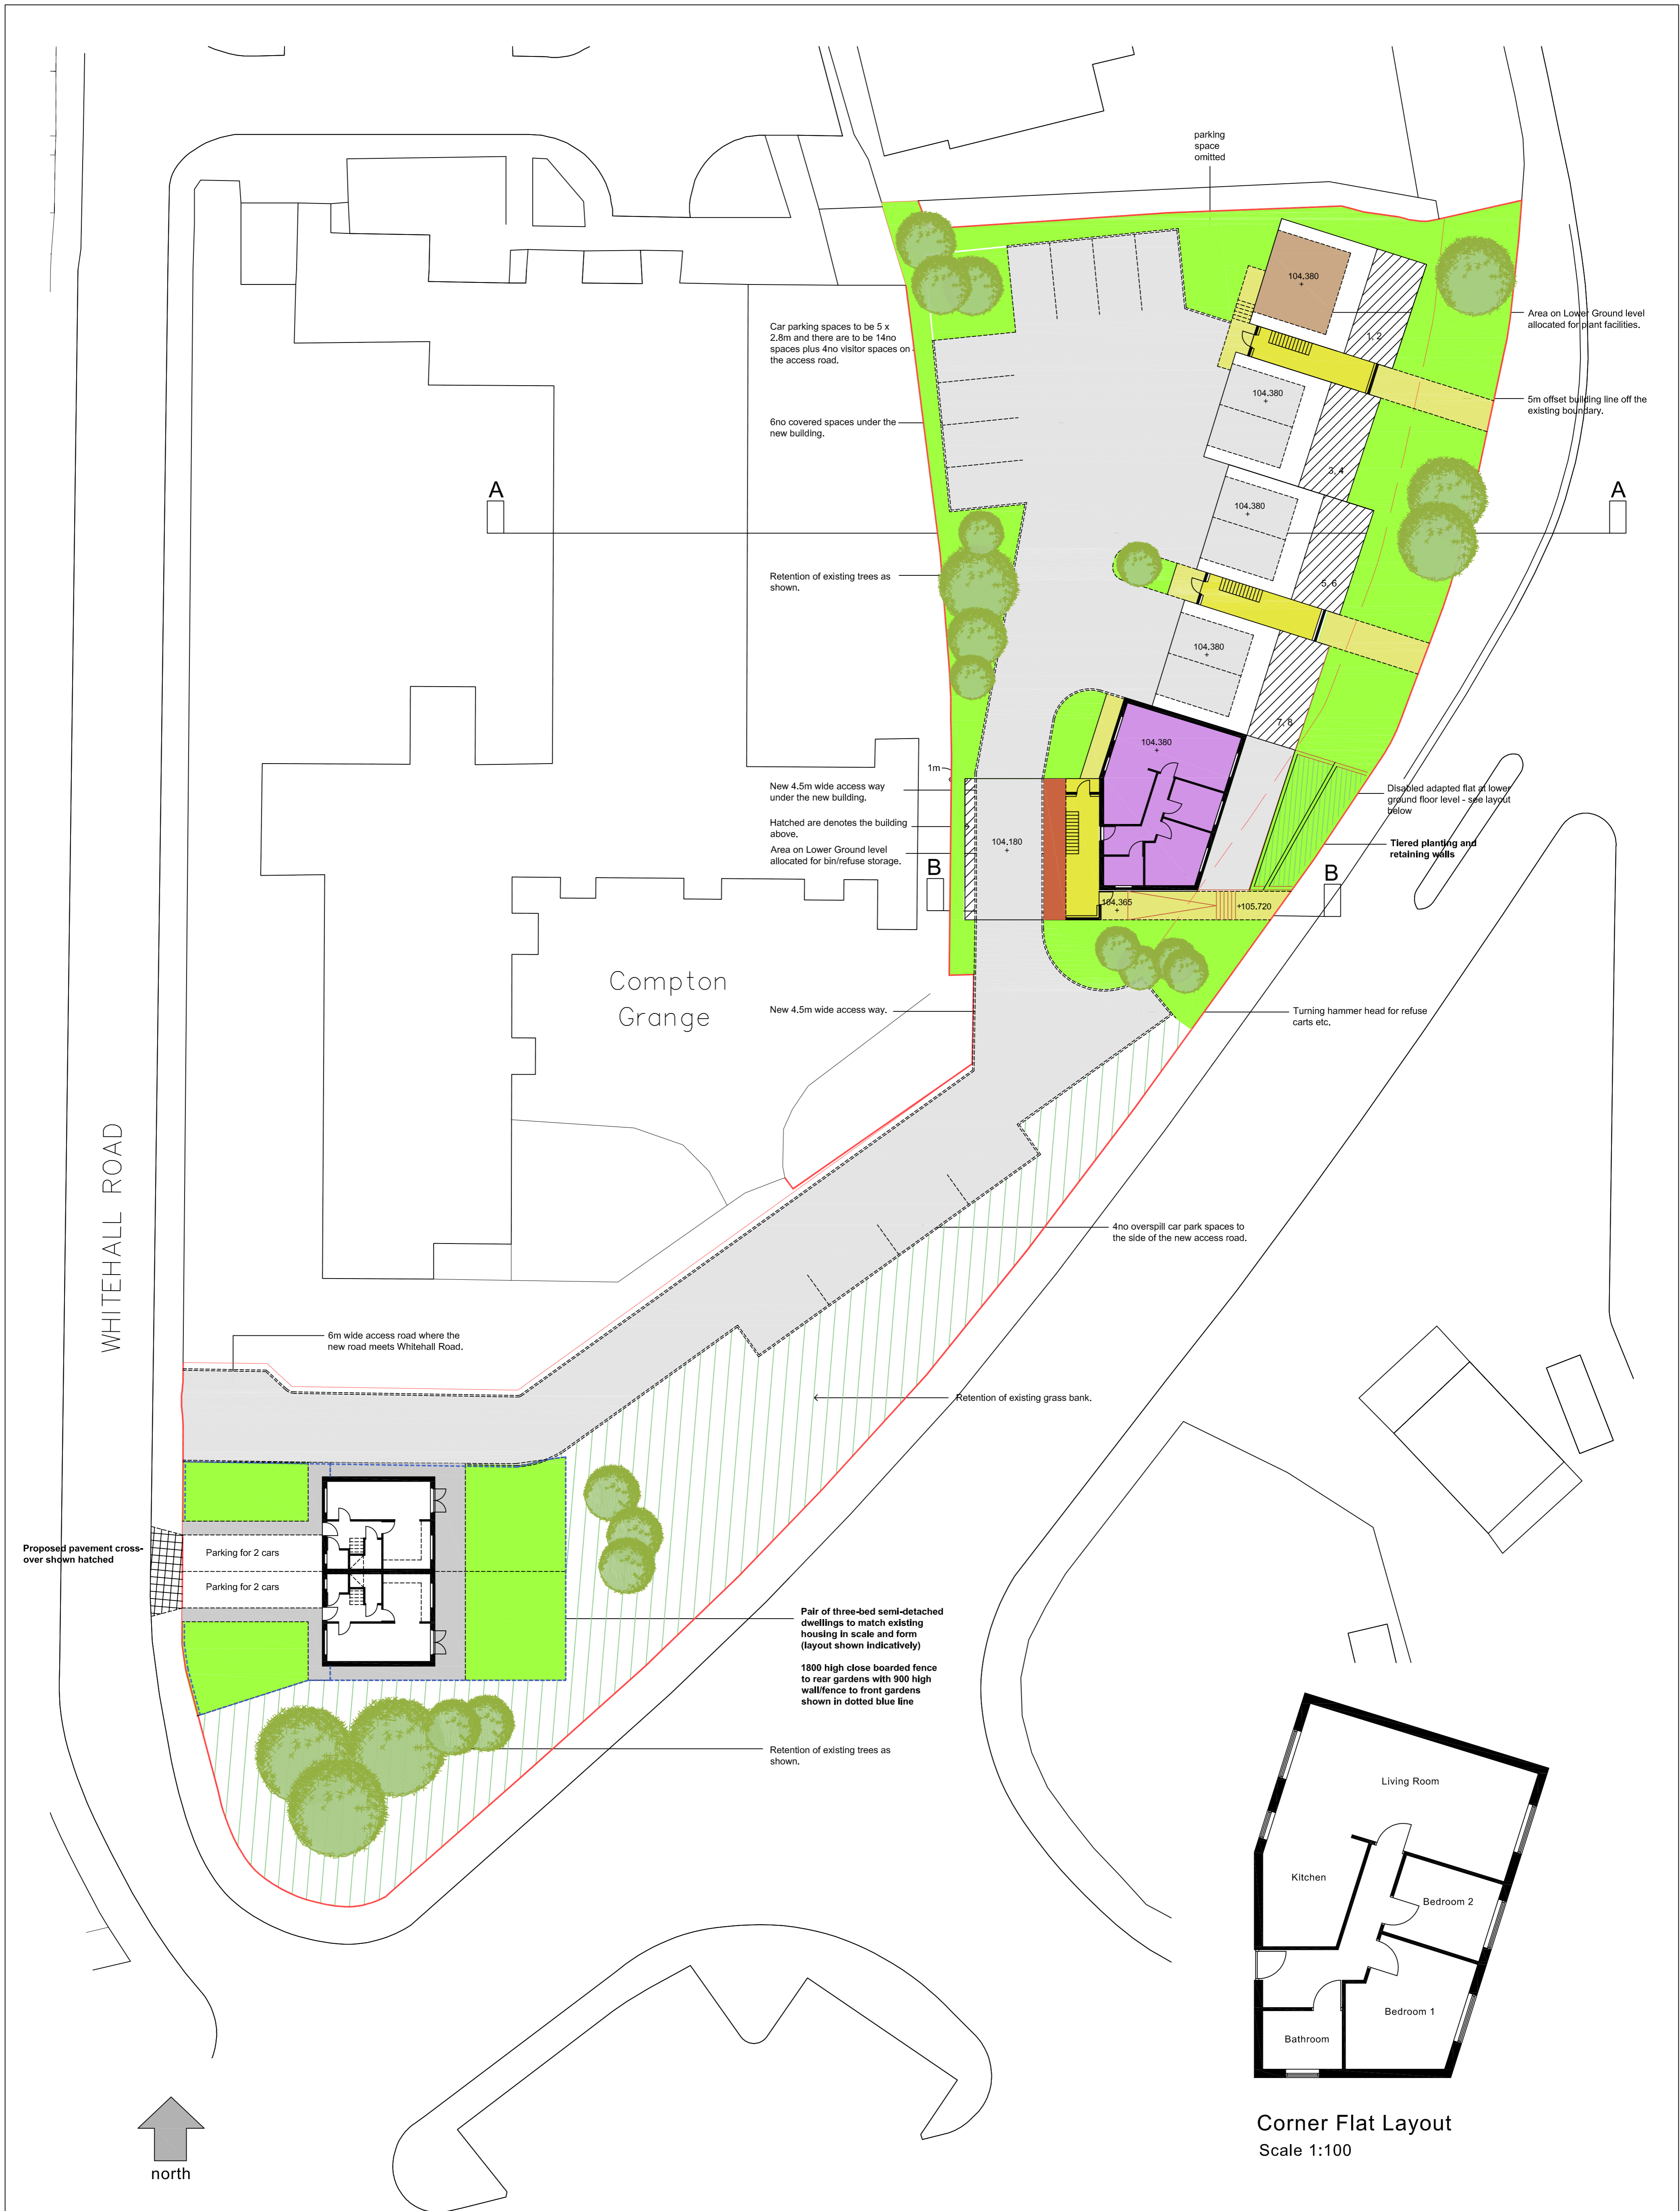 parking
space
omitted
104.380
+
Area on Lower Ground level
allocated for plant facilities.
1, 2
Car parking spaces to be 5 x
2.8m and there are to be 14no
spaces plus 4no visitor spaces on
the access road.
104.380
+
5m offset building line off the
existing boundary.
6no covered spaces under the
new building.
3, 4
A
A
104.380
+
Retention of existing trees as
shown.
5, 6
104.380
+
7, 8
104.380
+
1m
New 4.5m wide access way
under the new building.
Disabled adapted flat at lower
ground floor level - see layout
below
Hatched are denotes the building
above.
104.180
+
Tiered planting and
retaining walls
Area on Lower Ground level
allocated for bin/refuse storage.
B
B
104.365
+
+105.720
Compton
Grange
New 4.5m wide access way.
Turning hammer head for refuse
carts etc.
WHITEHALL ROAD
4no overspill car park spaces to
the side of the new access road.
6m wide access road where the
new road meets Whitehall Road.
Retention of existing grass bank.
Proposed pavement cross-
over shown hatched
Parking for 2 cars
Parking for 2 cars
Pair of three-bed semi-detached
dwellings to match existing
housing in scale and form
(layout shown indicatively)
1800 high close boarded fence
to rear gardens with 900 high
wall/fence to front gardens
shown in dotted blue line
Retention of existing trees as
shown.
Living Room
Kitchen
Bedroom 2
Bedroom 1
Bathroom
Corner Flat Layout
Scale 1:100
north